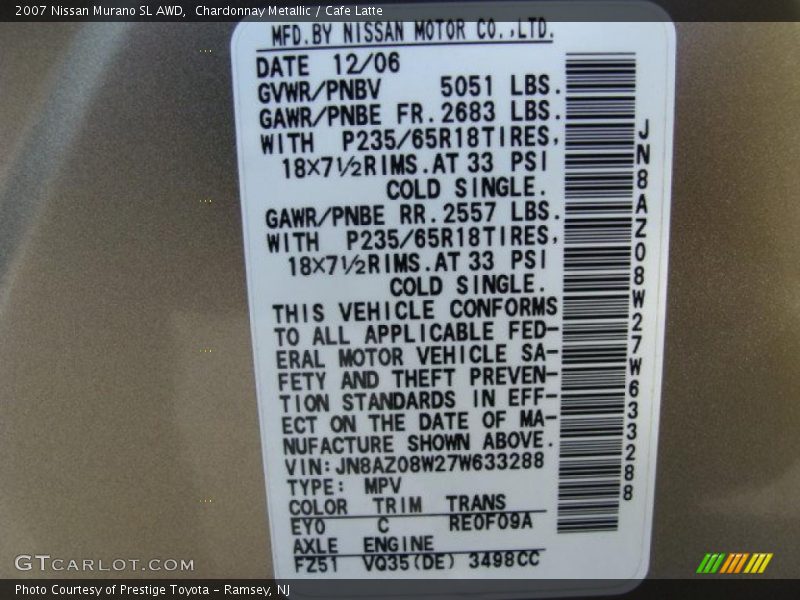 2007 Nissan Murano SL AWD, Chardonnay Metallic / Cafe Latte
MFD.BY NISSAN MOTOR CO.,LTD.
DATE 12/06
GVWR/PNBV 5051 LBS.
GAWR/PNBE FR. 2683 LBS.
WITH P235/65R18TIRES,
18X7½RIMS.AT 33 PSI
COLD SINGLE.
GAWR/PNBE RR. 2557 LBS.
WITH P235/65R18TIRES,
18X7½RIMS.AT 33 PSI
COLD SINGLE.
THIS VEHICLE CONFORMS
TO ALL APPLICABLE FED-
ERAL MOTOR VEHICLE SA-
FETY AND THEFT PREVEN-
TION STANDARDS IN EFF-
ECT ON THE DATE OF MA-
NUFACTURE SHOWN ABOVE.
VIN: JN8AZ08W27W633288
TYPE: MPV
COLOR TRIM TRANS
EY0 C RE0F09A
AXLE ENGINE
FZ51 VQ35(DE) 3498CC
JN8AZ08W27W633288
GTCARLOT.COM
Photo Courtesy of Prestige Toyota - Ramsey, NJ